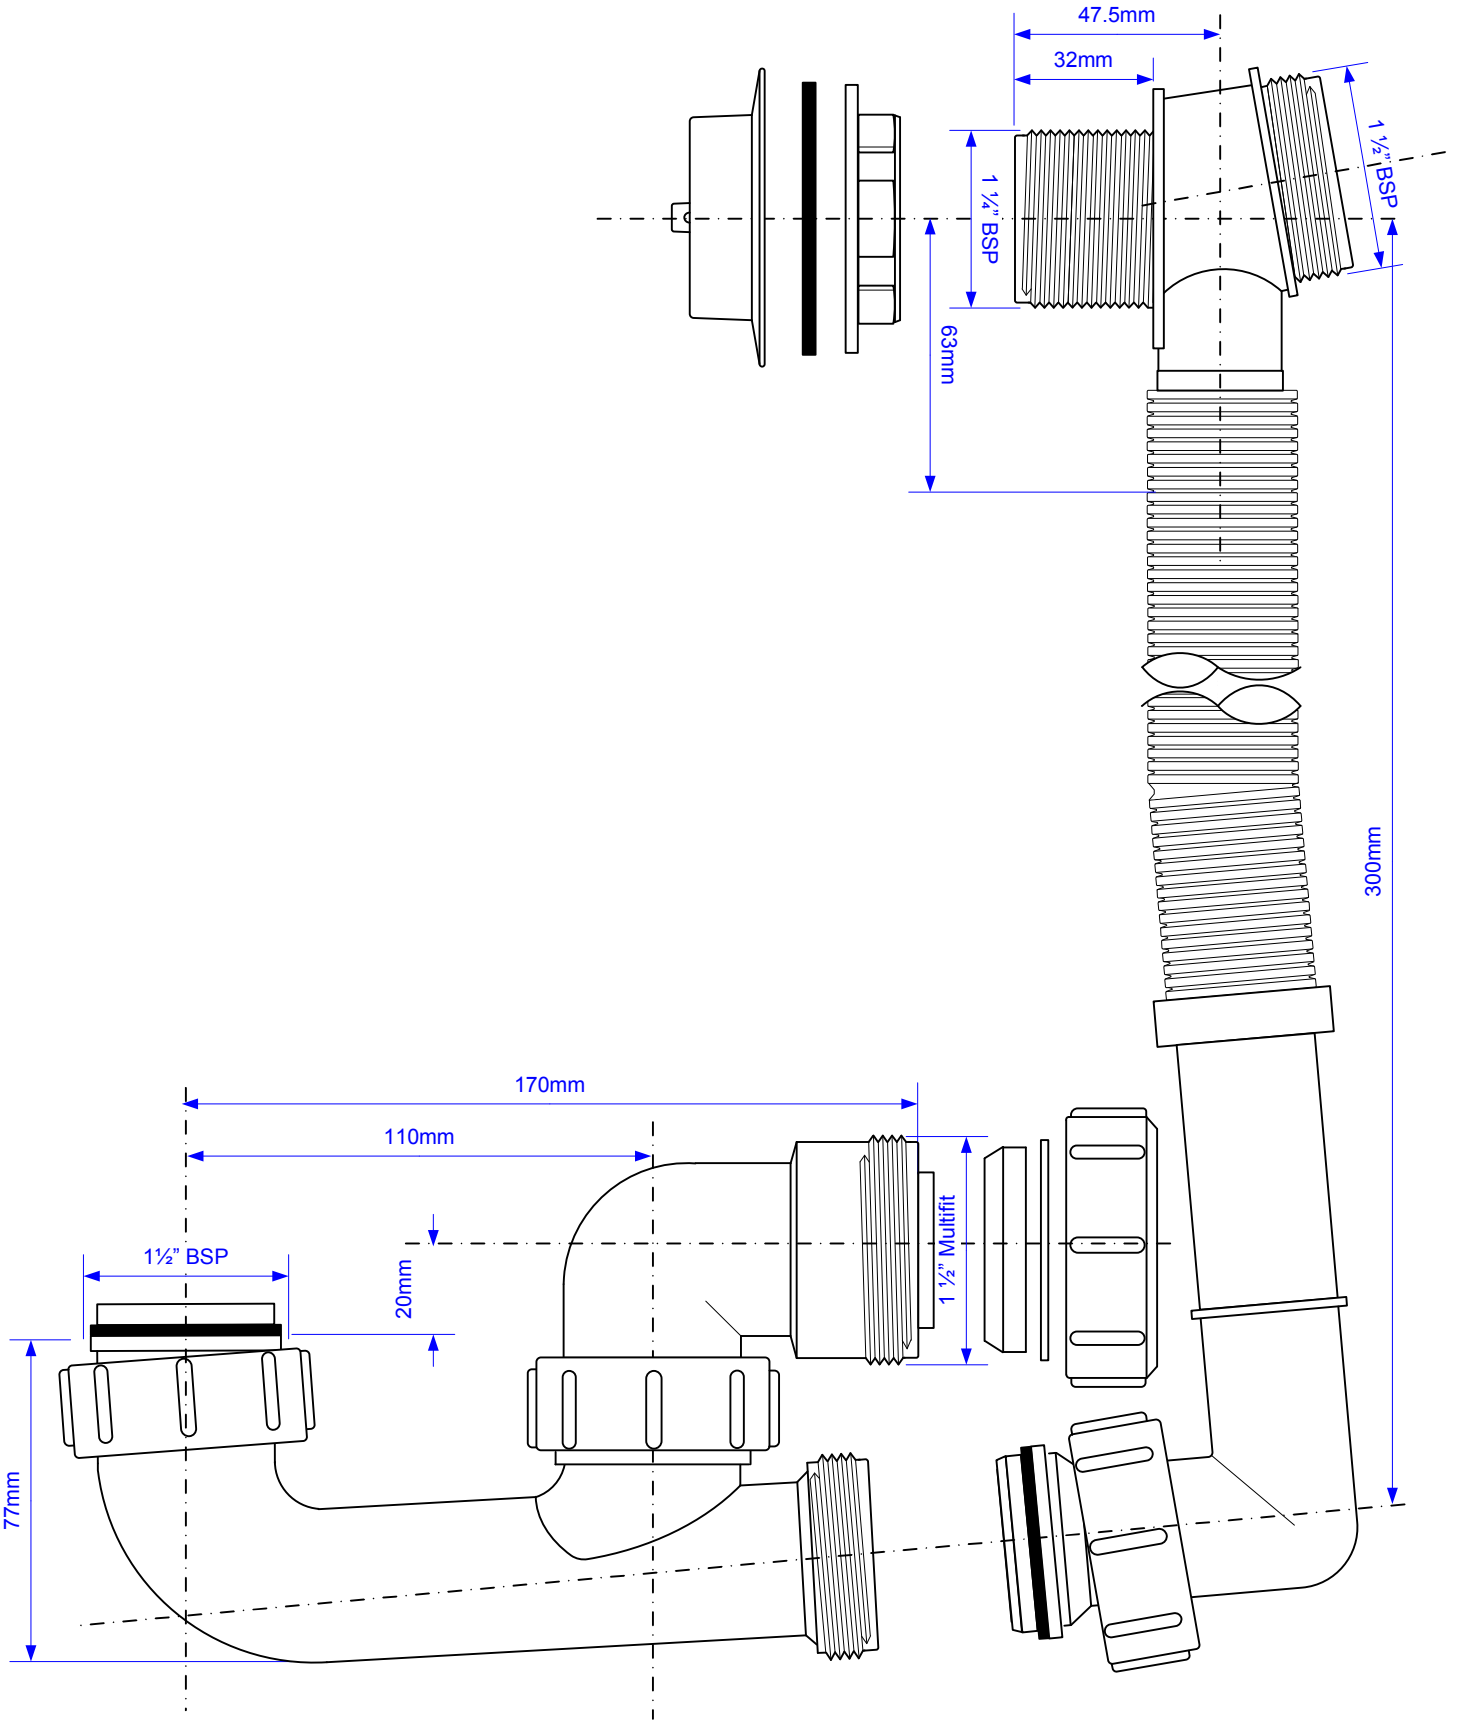 47.5mm
32mm
1 ½” BSP
1 ¼” BSP
63mm
300mm
170mm
110mm
1 ½” Multifit
1½” BSP
20mm
77mm